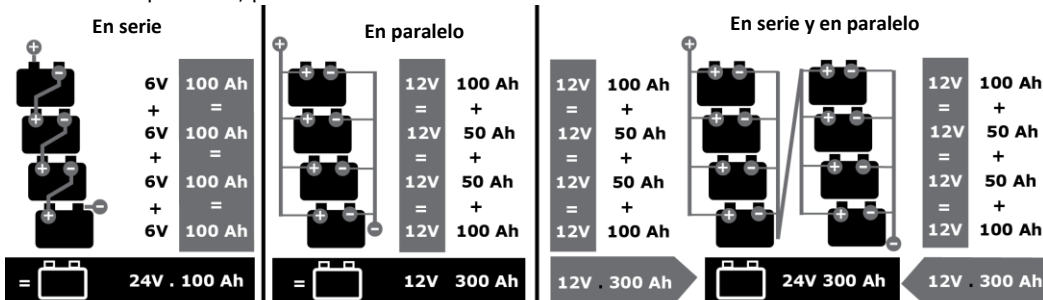 En serie
6V 100 Ah
+ =
6V 100 Ah
+ =
6V 100 Ah
+ =
6V 100 Ah
= 24V . 100 Ah
En paralelo
12V 100 Ah
= +
12V 50 Ah
= +
12V 50 Ah
= +
12V 100 Ah
= 12V 300 Ah
En serie y en paralelo
12V 100 Ah
= +
12V 50 Ah
= +
12V 50 Ah
= +
12V 100 Ah
12V . 300 Ah
24V 300 Ah
12V 100 Ah
= +
12V 50 Ah
= +
12V 50 Ah
= +
12V 100 Ah
12V . 300 Ah